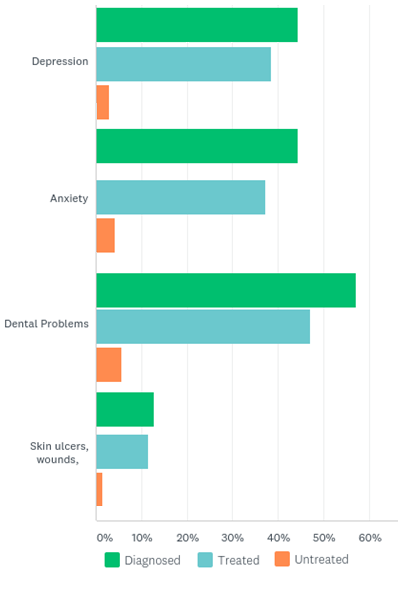 Depression
Anxiety
Dental Problems
Skin ulcers,
wounds,
0% 10% 20% 30% 40% 50% 60%
Diagnosed Treated Untreated